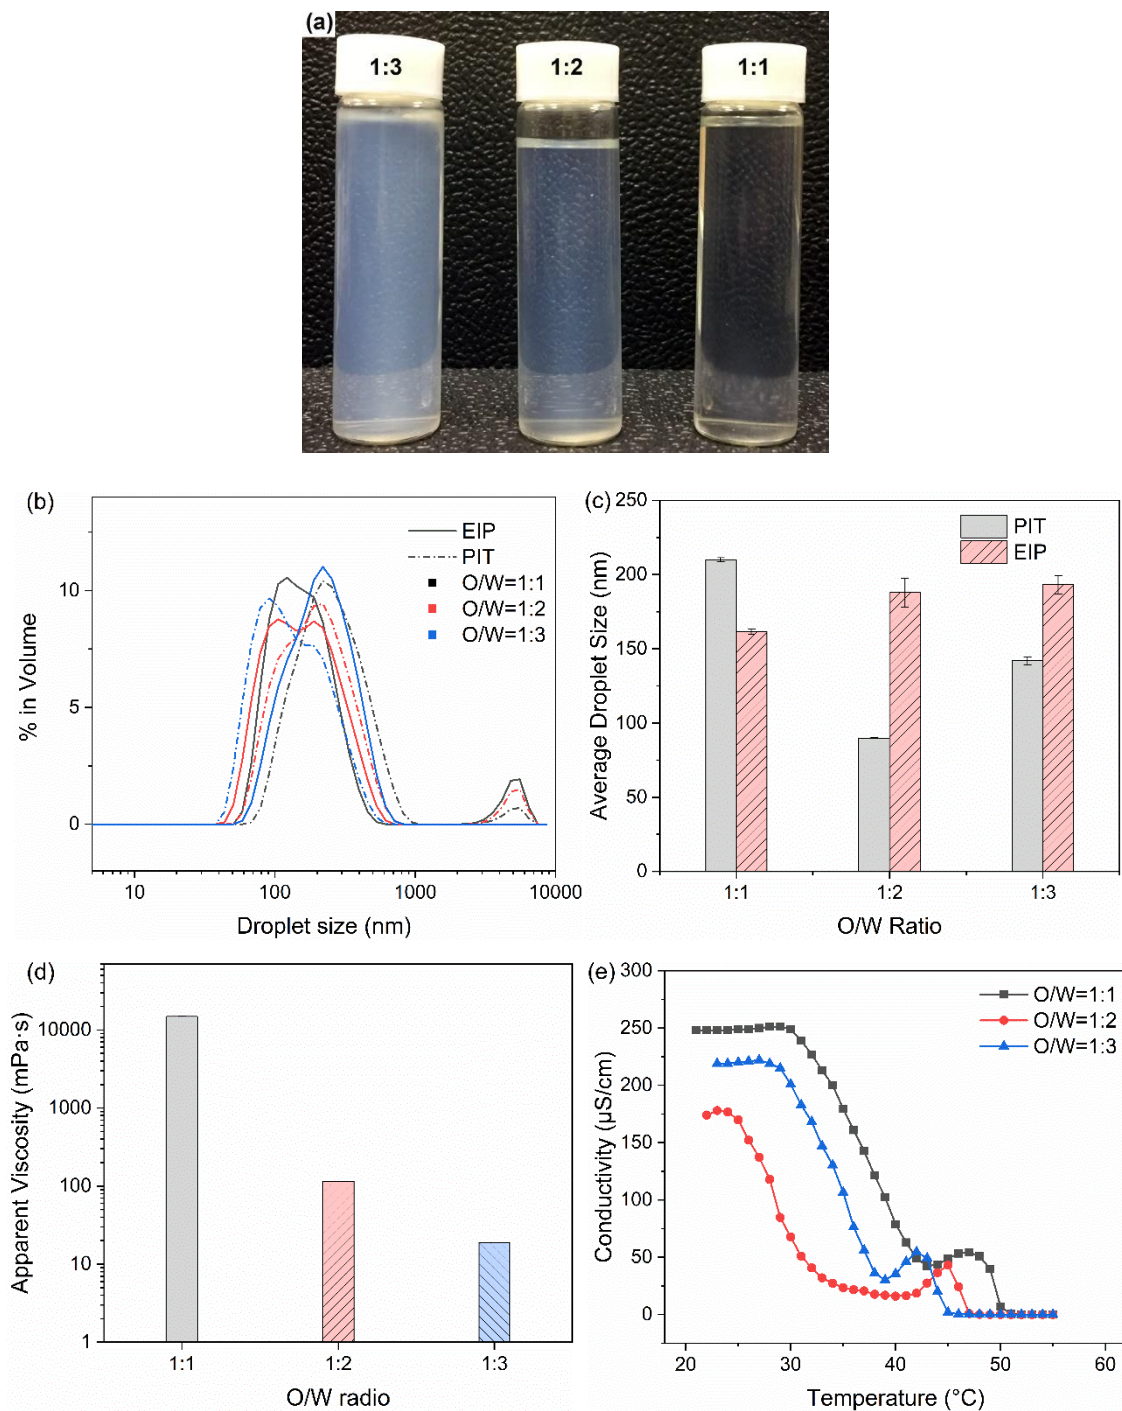 (a)
1:3 1:2 1:1
(b)
EIP
PIT
O/W=1:1
O/W=1:2
O/W=1:3
10
5
0
% in Volume
10 100 1000 10000
Droplet size (nm)
(c)
PIT
EIP
250
200
150
100
50
0
Average Droplet Size (nm)
1:1 1:2 1:3
O/W Ratio
(d)
10000
1000
100
10
1
Apparent Viscosity (mPa·s)
1:1 1:2 1:3
O/W radio
(e)
O/W=1:1
O/W=1:2
O/W=1:3
300
250
200
150
100
50
0
Conductivity (μS/cm)
20 30 40 50 60
Temperature (°C)